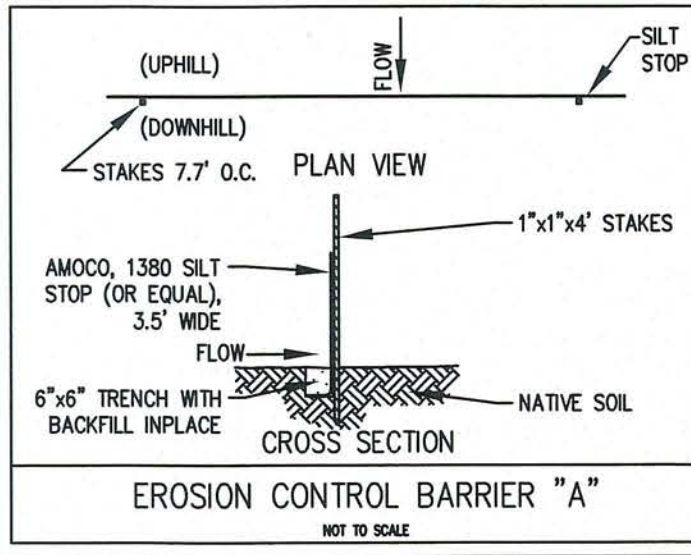 (UPHILL)
FLOW
SILT
STOP
(DOWNHILL)
STAKES 7.7' O.C.
PLAN VIEW
1"x1"x4' STAKES
AMOCO, 1380 SILT
STOP (OR EQUAL),
3.5' WIDE
FLOW
6"x6" TRENCH WITH
BACKFILL INPLACE
NATIVE SOIL
CROSS SECTION
EROSION CONTROL BARRIER "A"
NOT TO SCALE